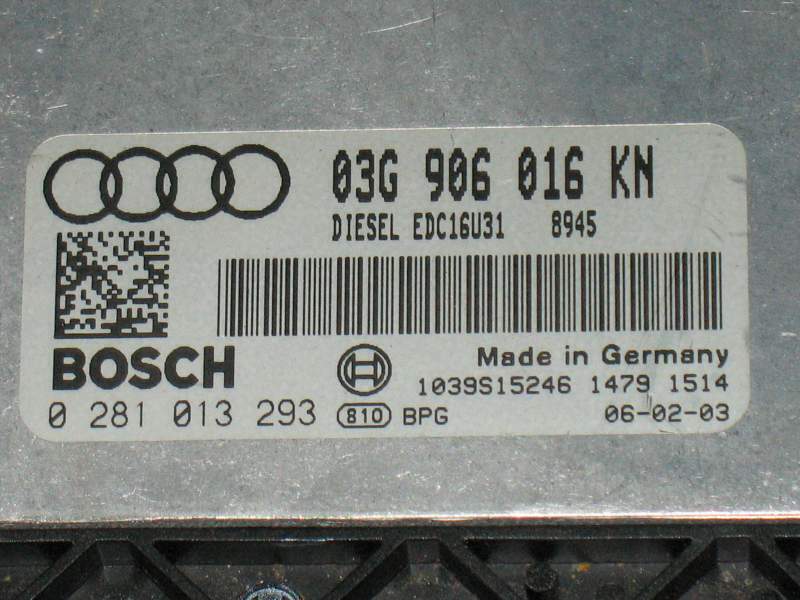 03G 906 016 KN
DIESEL EDC16U31 8945
BOSCH
Made in Germany
1039S15246 1479 1514
0 281 013 293 810 BPG 06-02-03